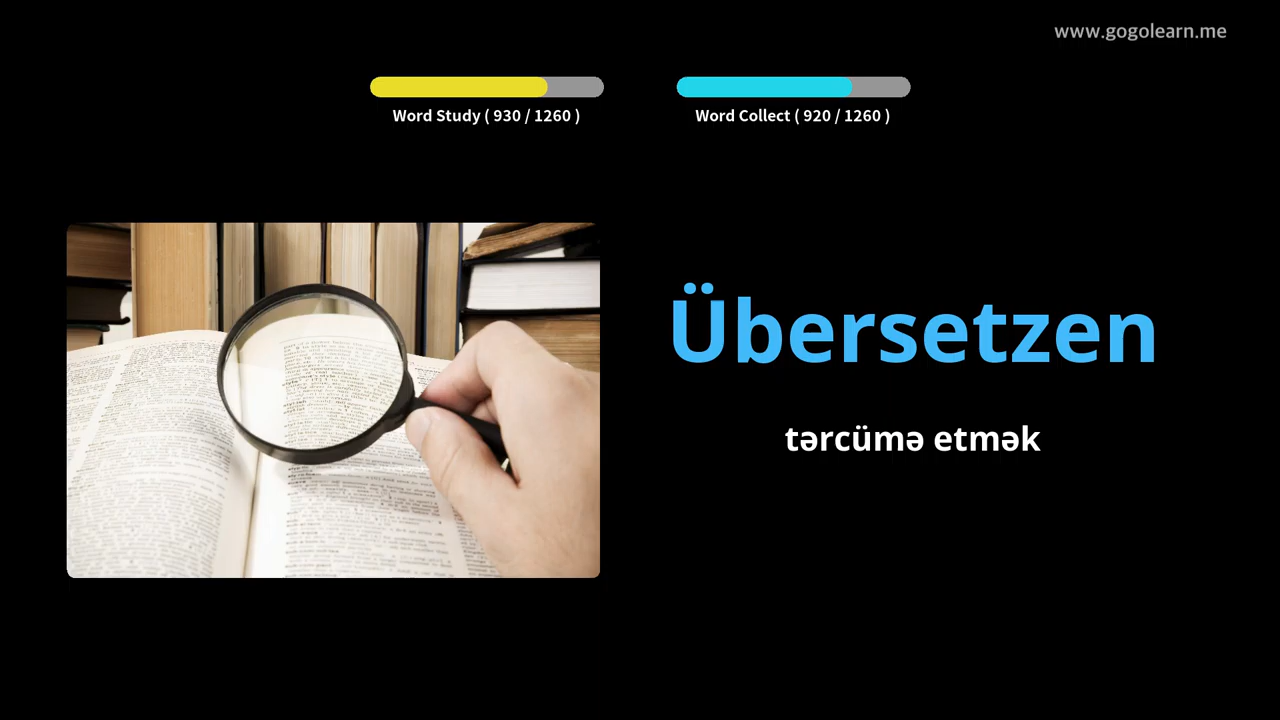 www.gogolearn.me
Word Study ( 930 / 1260 )
Word Collect ( 920 / 1260 )
Übersetzen
tərcümə etmək